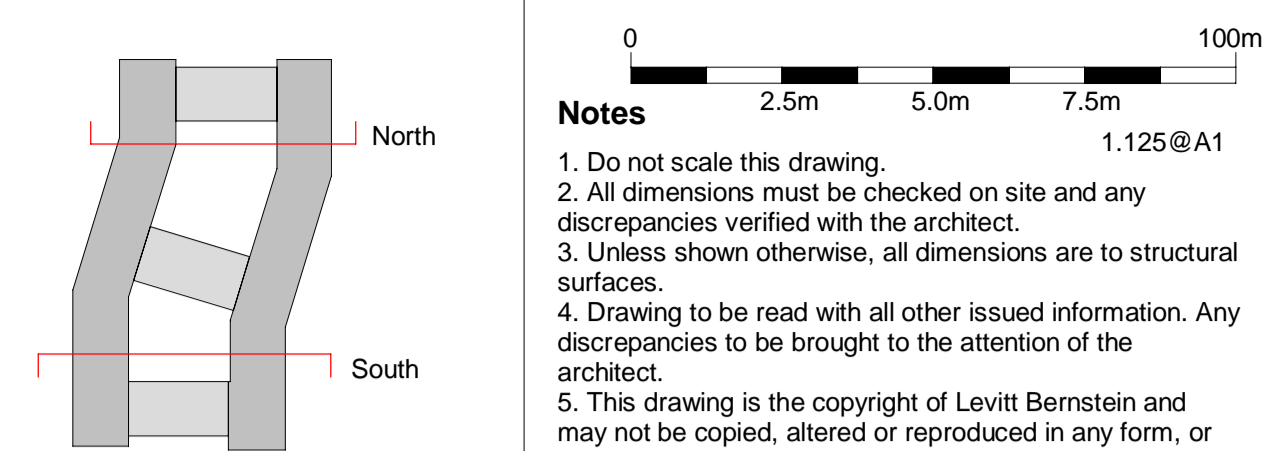 North
South
0
100m
2.5m
5.0m
7.5m
1.125@A1
Notes
1. Do not scale this drawing.
2. All dimensions must be checked on site and any
discrepancies verified with the architect.
3. Unless shown otherwise, all dimensions are to structural
surfaces.
4. Drawing to be read with all other issued information. Any
discrepancies to be brought to the attention of the
architect.
5. This drawing is the copyright of Levitt Bernstein and
may not be copied, altered or reproduced in any form, or